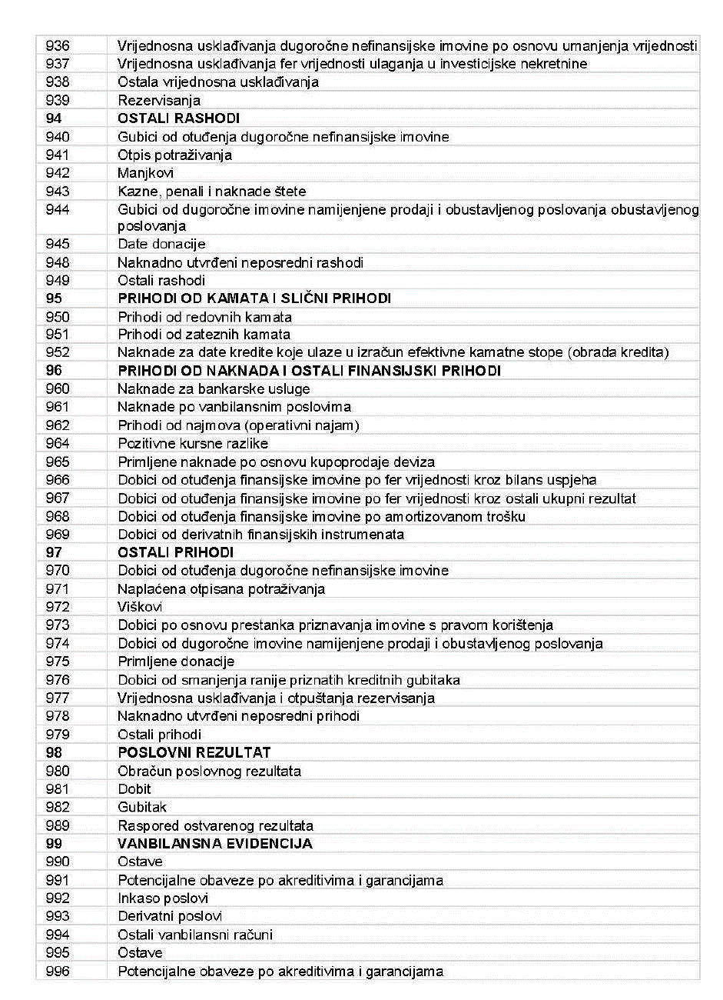 936 Vrijednosna usklađivanja dugoročne nefinansijske imovine po osnovu umanjenja vrijednosti
937 Vrijednosna usklađivanja fer vrijednosti ulaganja u investicijske nekretnine
938 Ostala vrijednosna usklađivanja
939 Rezervisanja
94 OSTALI RASHODI
940 Gubici od otuđenja dugoročne nefinansijske imovine
941 Otpis potraživanja
942 Manjkovi
943 Kazne, penali i naknade štete
944 Gubici od dugoročne imovine namijenjene prodaji i obustavljenog poslovanja obustavljenog
poslovanja
945 Date donacije
948 Naknadno utvrđeni neposredni rashodi
949 Ostali rashodi
95 PRIHODI OD KAMATA I SLIČNI PRIHODI
950 Prihodi od redovnih kamata
951 Prihodi od zateznih kamata
952 Naknade za date kredite koje ulaze u izračun efektivne kamatne stope (obrada kredita)
96 PRIHODI OD NAKNADA I OSTALI FINANSIJSKI PRIHODI
960 Naknade za bankarske usluge
961 Naknade po vanbilansnim poslovima
962 Prihodi od najmova (operativni najam)
964 Pozitivne kursne razlike
965 Primljene naknade po osnovu kupoprodaje deviza
966 Dobici od otuđenja finansijske imovine po fer vrijednosti kroz bilans uspjeha
967 Dobici od otuđenja finansijske imovine po fer vrijednosti kroz ostali ukupni rezultat
968 Dobici od otuđenja finansijske imovine po amortizovanom trošku
969 Dobici od derivatnih finansijskih instrumenata
97 OSTALI PRIHODI
970 Dobici od otuđenja dugoročne nefinansijske imovine
971 Naplaćena otpisana potraživanja
972 Viškovi
973 Dobici po osnovu prestanka priznavanja imovine s pravom korištenja
974 Dobici od dugoročne imovine namijenjene prodaji i obustavljenog poslovanja
975 Primljene donacije
976 Dobici od smanjenja ranije priznatih kreditnih gubitaka
977 Vrijednosna usklađivanja i otpuštanja rezervisanja
978 Naknadno utvrđeni neposredni prihodi
979 Ostali prihodi
98 POSLOVNI REZULTAT
980 Obračun poslovnog rezultata
981 Dobit
982 Gubitak
989 Raspored ostvarenog rezultata
99 VANBILANSNA EVIDENCIJA
990 Ostave
991 Potencijalne obaveze po akreditivima i garancijama
992 Inkaso poslovi
993 Derivatni poslovi
994 Ostali vanbilansni računi
995 Ostave
996 Potencijalne obaveze po akreditivima i garancijama